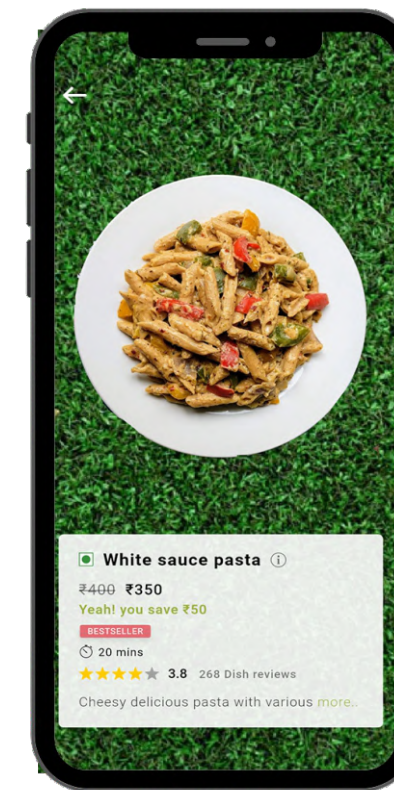 White sauce pasta
₹400 ₹350
Yeah! you save ₹50
BESTSELLER
20 mins
3.8 268 Dish reviews
Cheesy delicious pasta with various more..